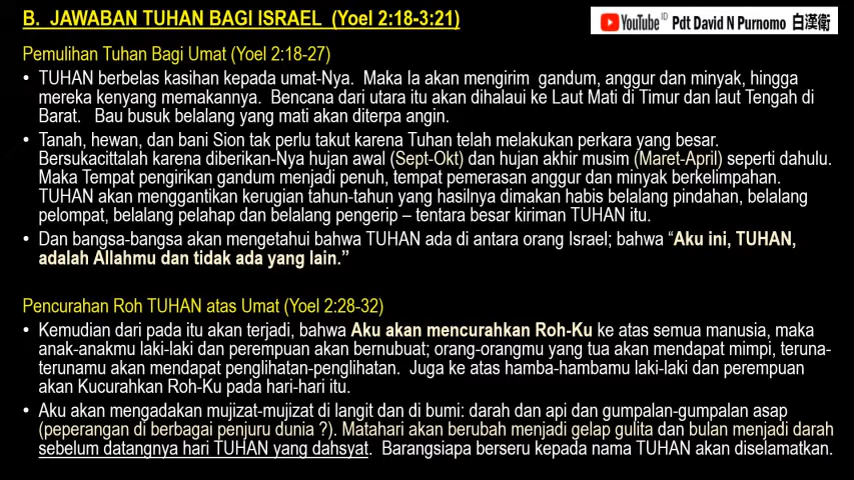 B. JAWABAN TUHAN BAGI ISRAEL (Yoel 2:18-3:21)
YouTube ID Pdt David N Purnomo 白漢衛
Pemulihan Tuhan Bagi Umat (Yoel 2:18-27)
• TUHAN berbelas kasihan kepada umat-Nya. Maka Ia akan mengirim gandum, anggur dan minyak, hingga
mereka kenyang memakannya. Bencana dari utara itu akan dihalaui ke Laut Mati di Timur dan laut Tengah di
Barat. Bau busuk belalang yang mati akan diterpa angin.
• Tanah, hewan, dan bani Sion tak perlu takut karena Tuhan telah melakukan perkara yang besar.
Bersukacittalah karena diberikan-Nya hujan awal (Sept-Okt) dan hujan akhir musim (Maret-April) seperti dahulu.
Maka Tempat pengirikan gandum menjadi penuh, tempat pemerasan anggur dan minyak berkelimpahan.
TUHAN akan menggantikan kerugian tahun-tahun yang hasilnya dimakan habis belalang pindahan, belalang
pelompat, belalang pelahap dan belalang pengerip – tentara besar kiriman TUHAN itu.
• Dan bangsa-bangsa akan mengetahui bahwa TUHAN ada di antara orang Israel; bahwa “Aku ini, TUHAN,
adalah Allahmu dan tidak ada yang lain.”
Pencurahan Roh TUHAN atas Umat (Yoel 2:28-32)
• Kemudian dari pada itu akan terjadi, bahwa Aku akan mencurahkan Roh-Ku ke atas semua manusia, maka
anak-anakmu laki-laki dan perempuan akan bernubuat; orang-orangmu yang tua akan mendapat mimpi, teruna-
terunamu akan mendapat penglihatan-penglihatan. Juga ke atas hamba-hambamu laki-laki dan perempuan
akan Kucurahkan Roh-Ku pada hari-hari itu.
• Aku akan mengadakan mujizat-mujizat di langit dan di bumi: darah dan api dan gumpalan-gumpalan asap
(peperangan di berbagai penjuru dunia ?). Matahari akan berubah menjadi gelap gulita dan bulan menjadi darah
sebelum datangnya hari TUHAN yang dahsyat. Barangsiapa berseru kepada nama TUHAN akan diselamatkan.